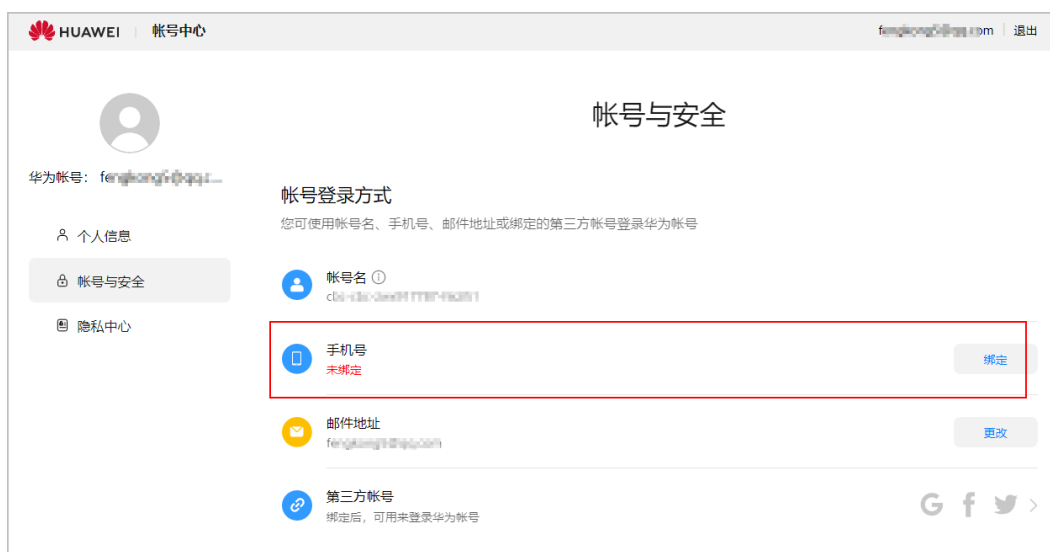 HUAWEI 帐号中心
退出
华为帐号：
帐号与安全
帐号登录方式
您可使用帐号名、手机号、邮件地址或绑定的第三方帐号登录华为帐号
个人信息
帐号与安全
隐私中心
帐号名
手机号
未绑定
绑定
邮件地址
更改
第三方帐号
绑定后，可用来登录华为帐号